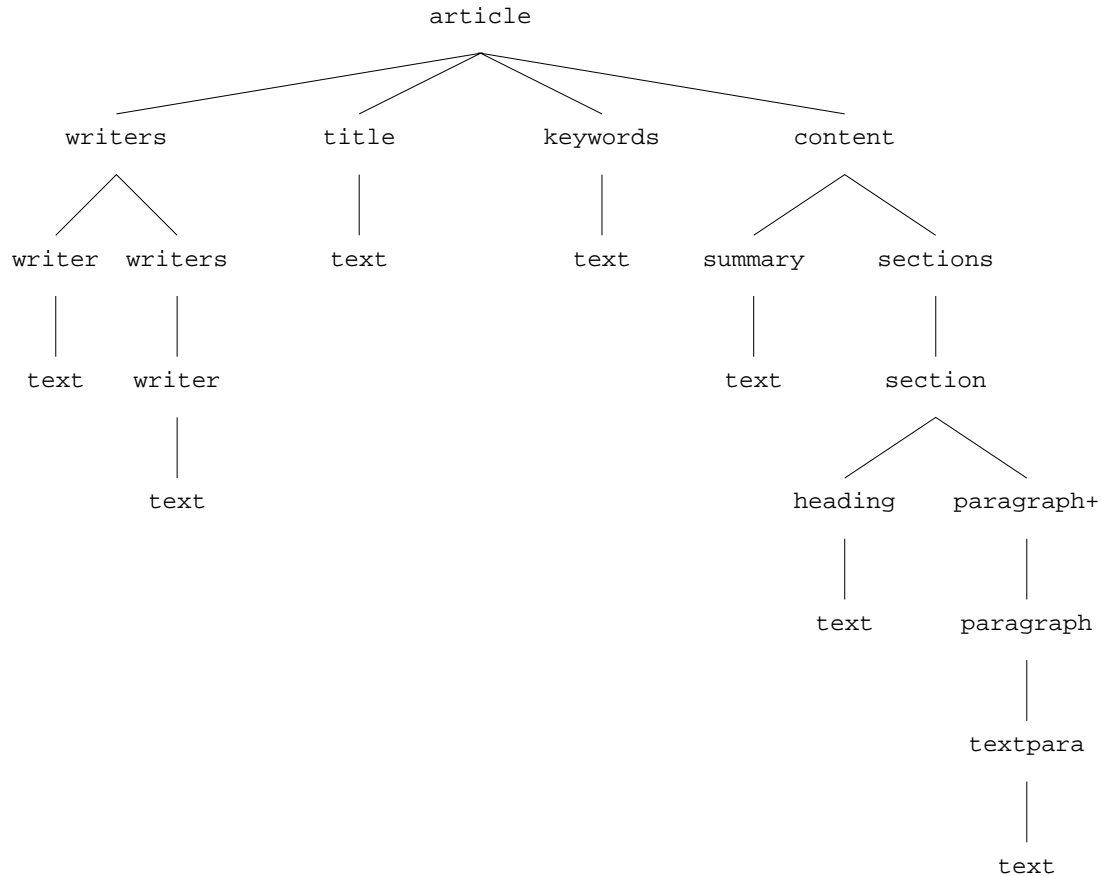 article
writers title keywords content
writer writers text text summary sections
text writer text section
text heading paragraph+
text paragraph
textpara
text